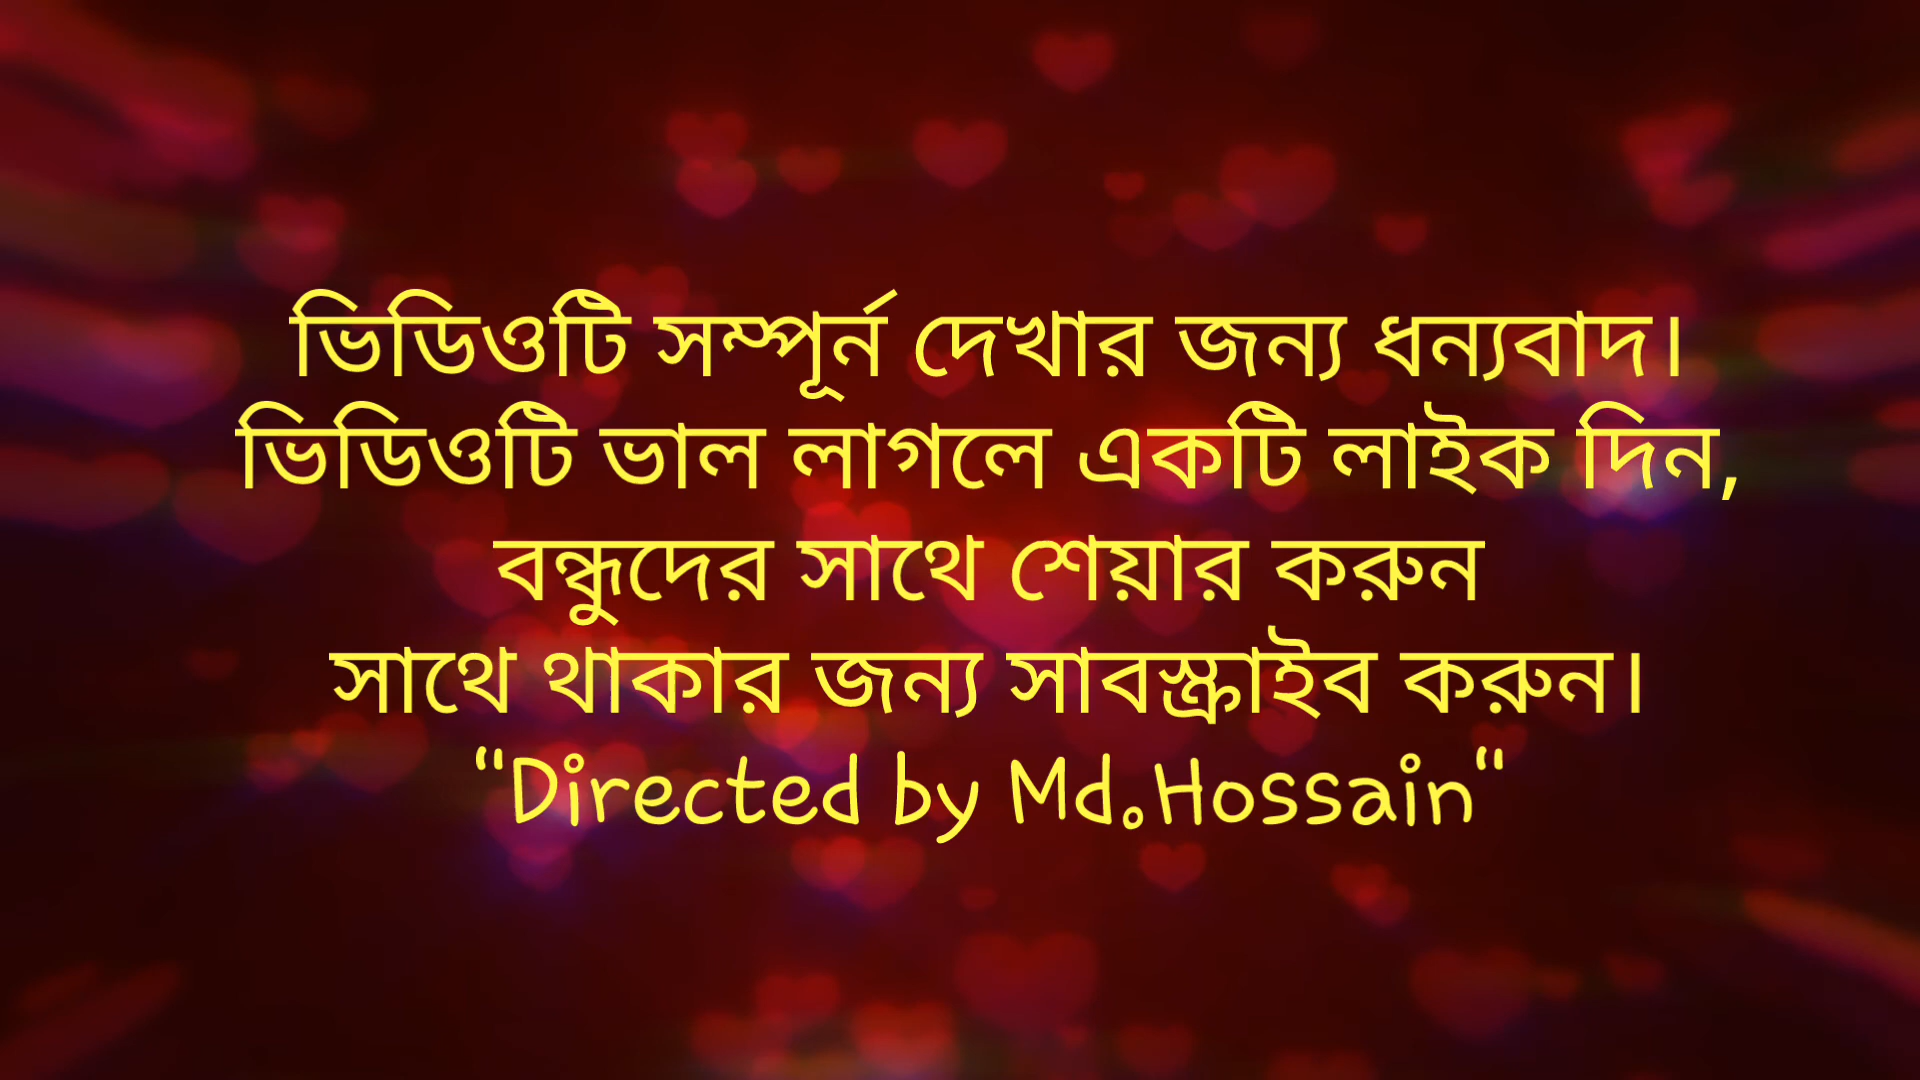 ভিডিওটি সম্পূর্ন দেখার জন্য ধন্যবাদ।
ভিডিওটি ভাল লাগলে একটি লাইক দিন,
বন্ধুদের সাথে শেয়ার করুন
সাথে থাকার জন্য সাবস্ক্রাইব করুন।
"Directed by Md.Hossain"